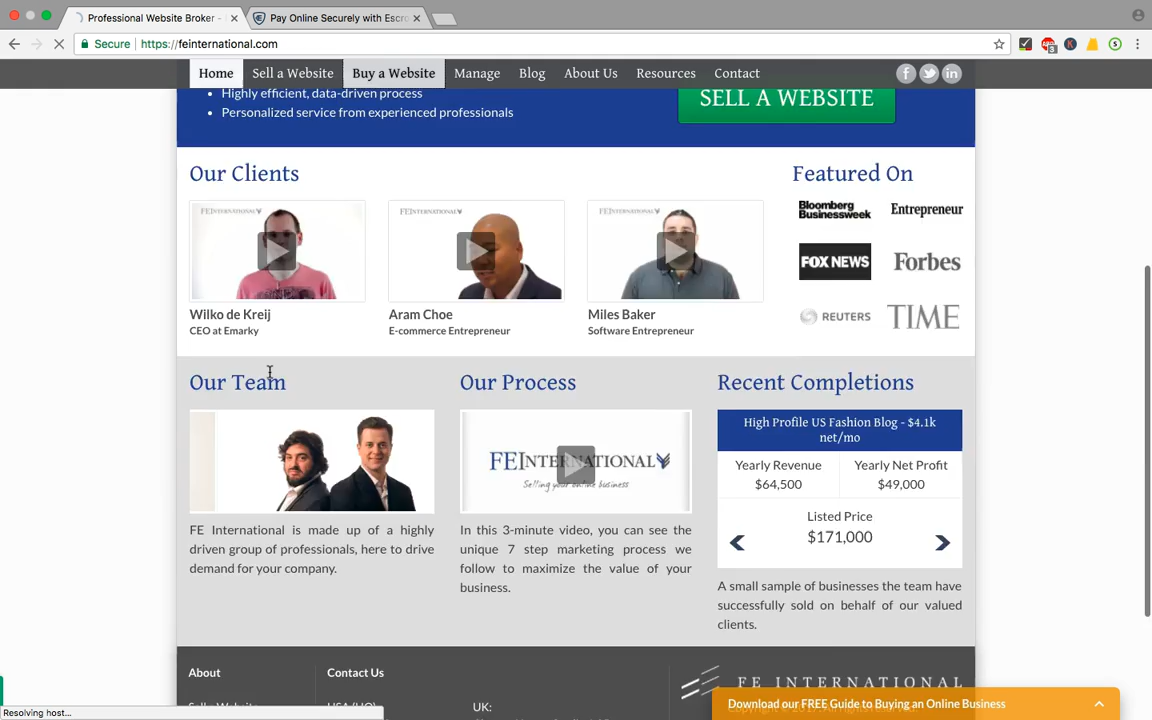 Professional Website Broker -
Pay Online Securely with Escro
Secure
https://feinternational.com
3
Home
Sell a Website
Buy a Website
Manage
Blog
About Us
Resources
Contact
Highly efficient, data-driven process
Personalized service from experienced professionals
SELL A WEBSITE
Our Clients
FEINTERNATIONAL
FEINTERNATIONAL
FEINTERNATIONAL
Wilko de Kreij
CEO at Emarky
Aram Choe
E-commerce Entrepreneur
Miles Baker
Software Entrepreneur
Featured On
Bloomberg
Businessweek
Entrepreneur
FOX NEWS
Forbes
REUTERS
TIME
Our Team
FE International is made up of a highly
driven group of professionals, here to drive
demand for your company.
Our Process
FEINTERNATIONAL
Selling your online business
In this 3-minute video, you can see the
unique 7 step marketing process we
follow to maximize the value of your
business.
Recent Completions
High Profile US Fashion Blog - $4.1k
net/mo
Yearly Revenue
$64,500
Yearly Net Profit
$49,000
Listed Price
$171,000
A small sample of businesses the team have
successfully sold on behalf of our valued
clients.
About
Contact Us
UK:
FE INTERNATIONAL
Download our FREE Guide to Buying an Online Business
Resolving host...